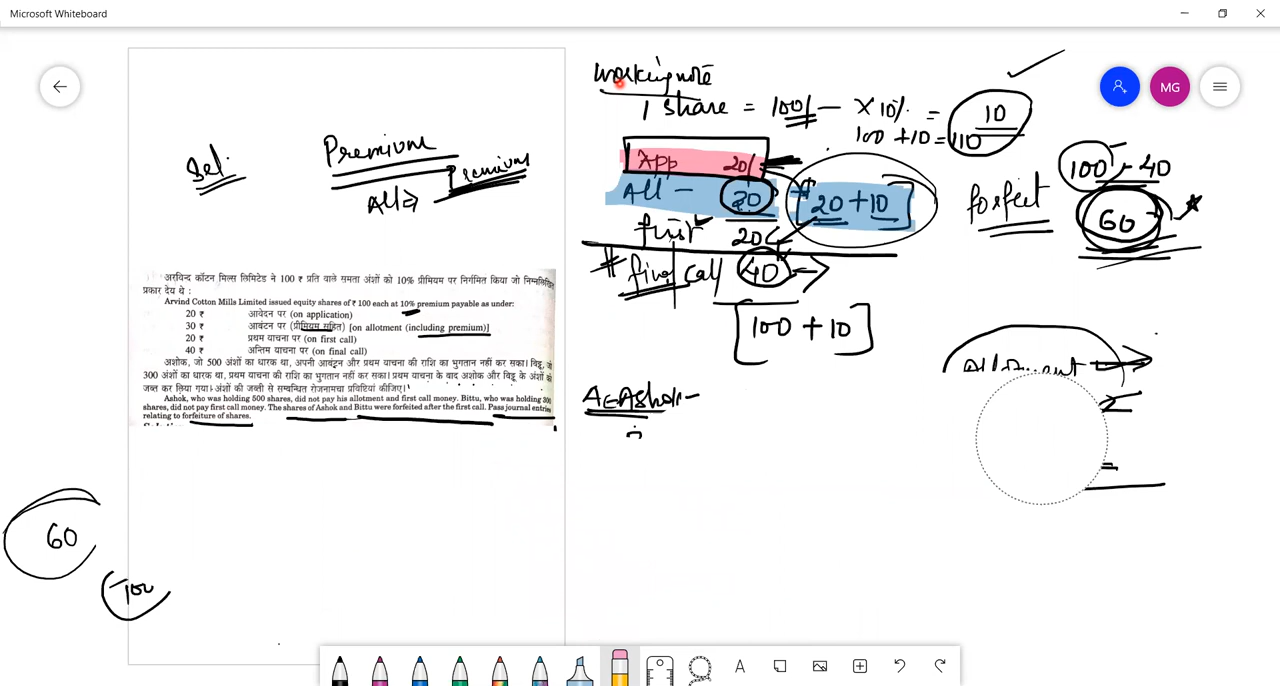 Microsoft Whiteboard
MG
Working note
1 share = 100/- × 10% = 10
100 + 10 = 110
Sol:
Premium
All→ Premium
App 20/-
All - 30 [20 + 10]
first 20
# final call 40 →
[100 + 10]
forfeit
100 - 40
60
अरविन्द कॉटन मिल्स लिमिटेड ने 100 ₹ प्रति वाले समता अंशों को 10% प्रीमियम पर निर्गमित किया जो निम्नलिखित
प्रकार देय थे :
Arvind Cotton Mills Limited issued equity shares of ₹ 100 each at 10% premium payable as under:
20 ₹ आवेदन पर (on application)
30 ₹ आबंटन पर (प्रीमियम सहित) [on allotment (including premium)]
20 ₹ प्रथम याचना पर (on first call)
40 ₹ अन्तिम याचना पर (on final call)
अशोक, जो 500 अंशों का धारक था, अपनी आबंटन और प्रथम याचना की राशि का भुगतान नहीं कर सका। बिट्टू, जो
300 अंशों का धारक था, प्रथम याचना की राशि का भुगतान नहीं कर सका। प्रथम याचना के बाद अशोक और बिट्टू के अंशों को
जब्त कर लिया गया। अंशों की जब्ती से सम्बन्धित रोजनामचा प्रविष्टियां कीजिए।
Ashok, who was holding 500 shares, did not pay his allotment and first call money. Bittu, who was holding 300
shares, did not pay first call money. The shares of Ashok and Bittu were forfeited after the first call. Pass journal entries
relating to forfeiture of shares.
Ashok-
60
100
A